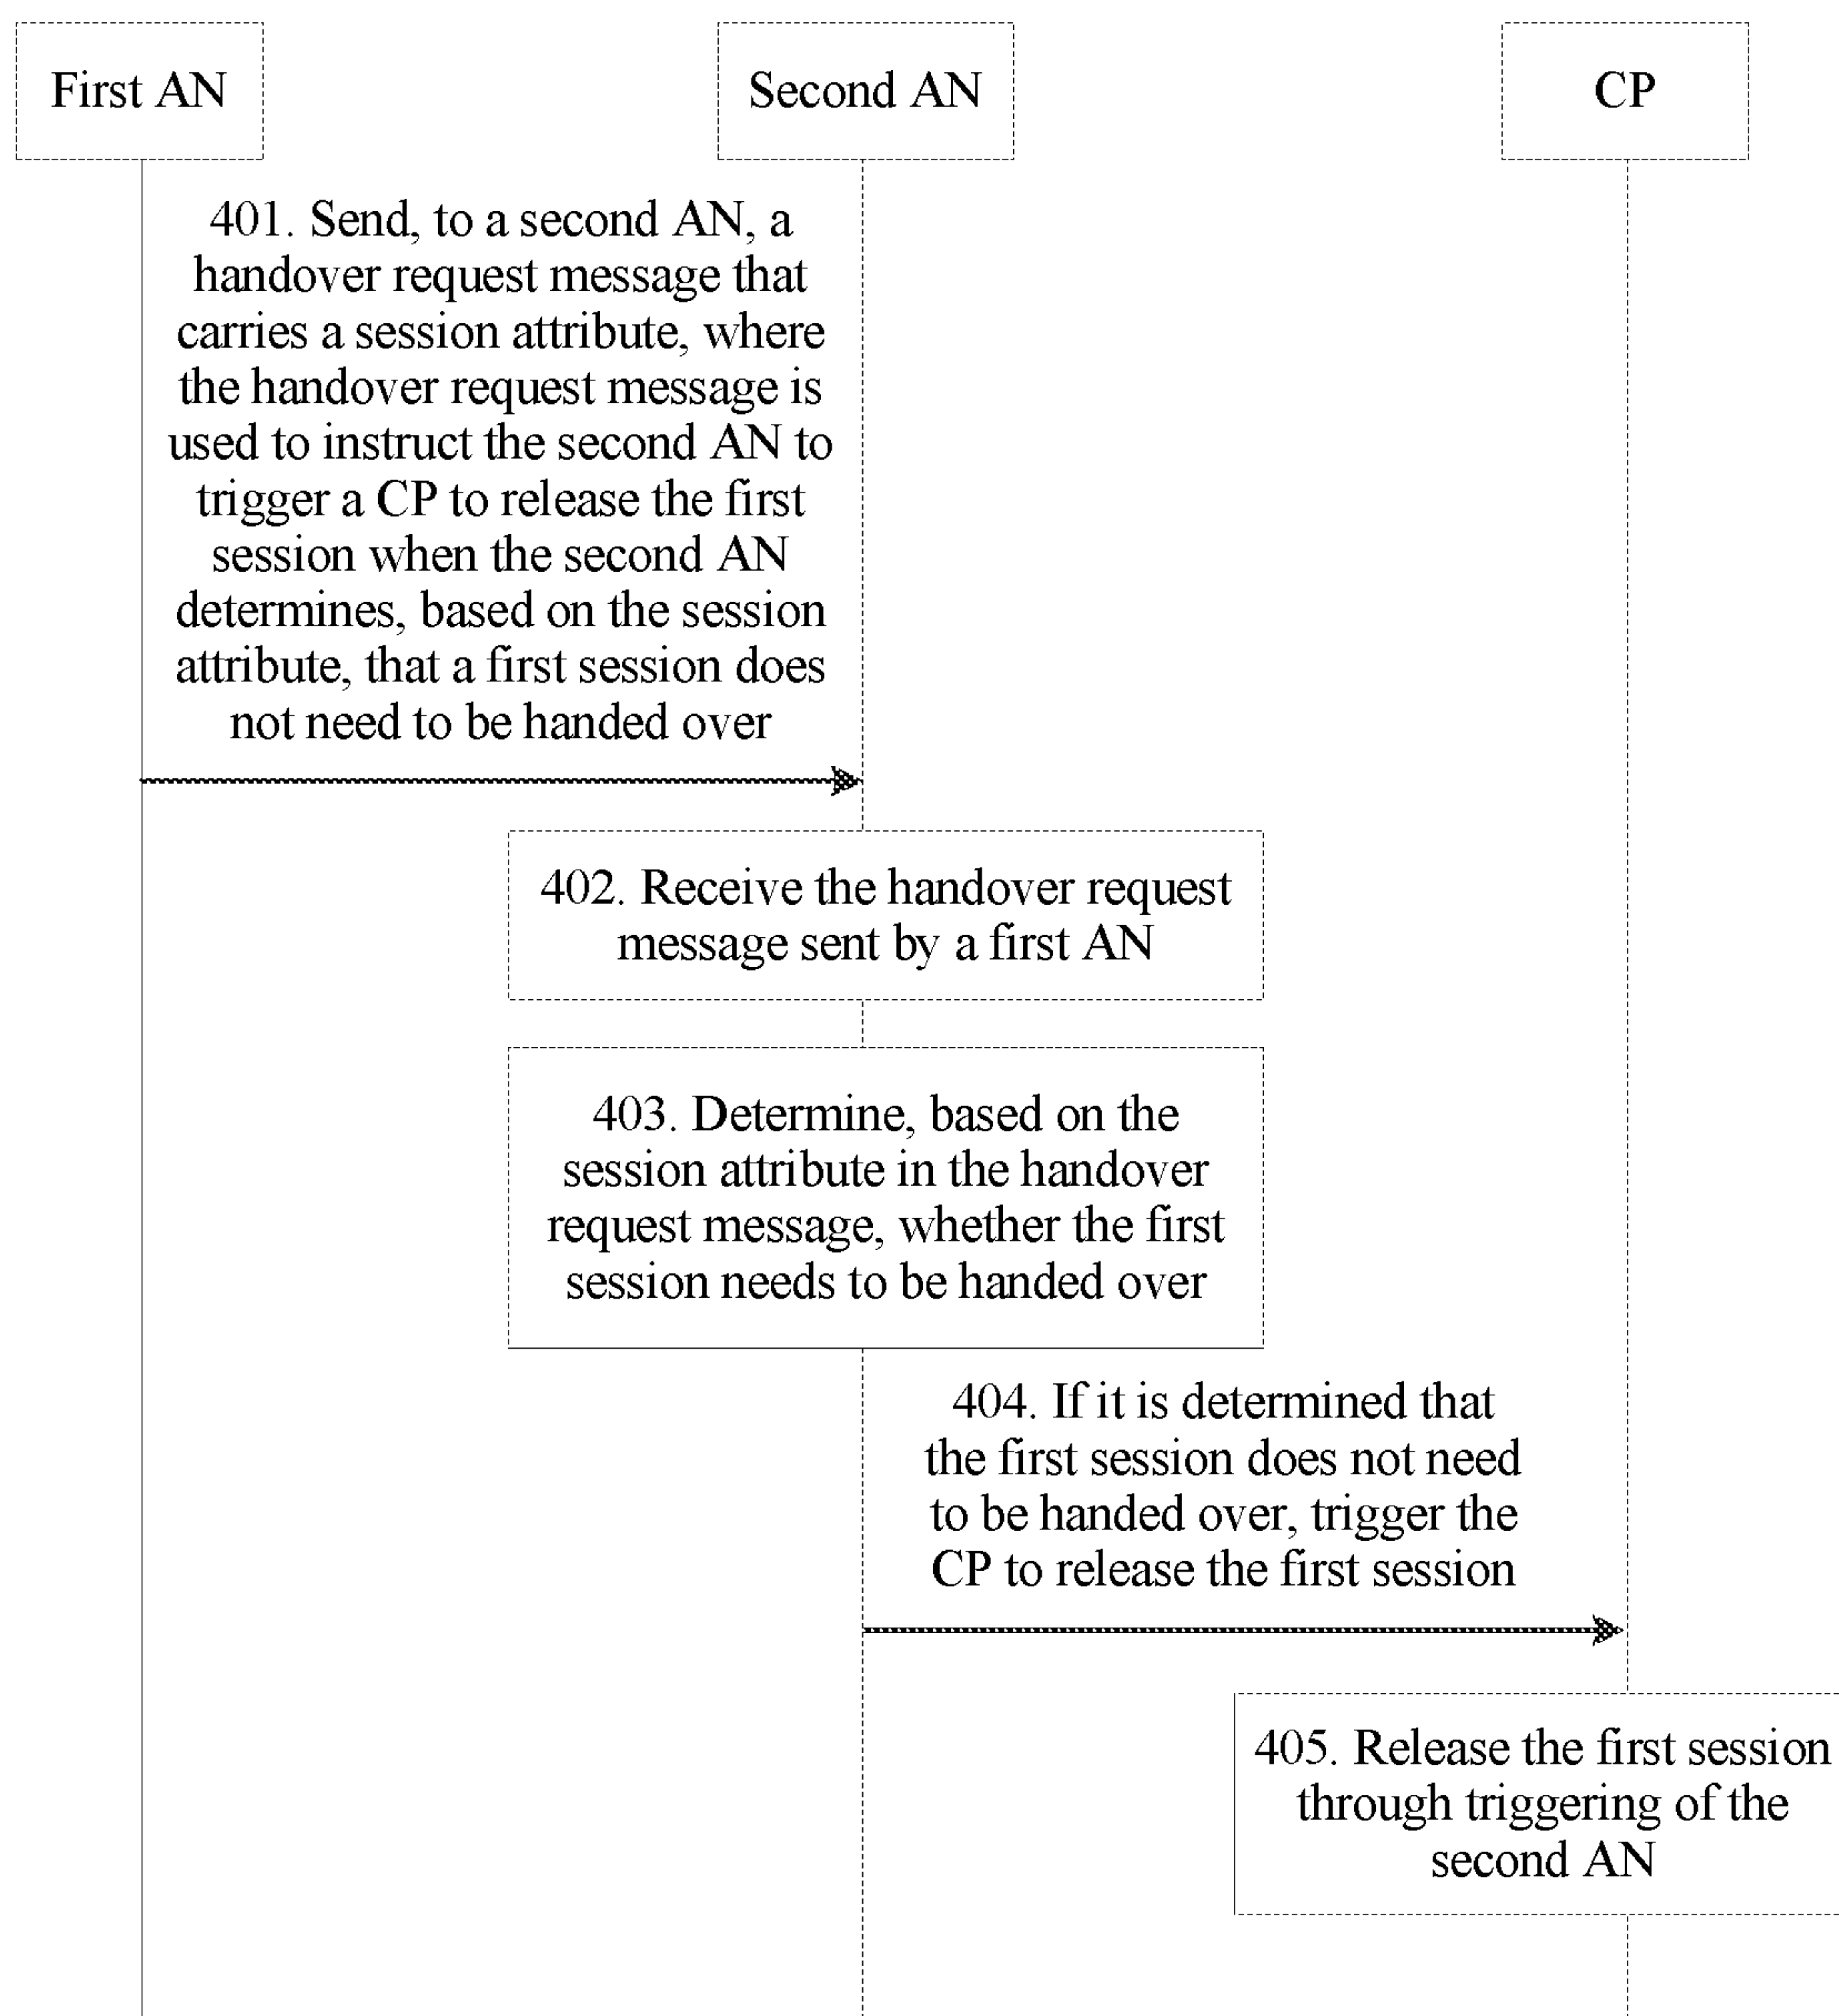 First AN
Second AN
CP
401. Send, to a second AN, a
handover request message that
carries a session attribute, where
the handover request message is
used to instruct the second AN to
trigger a CP to release the first
session when the second AN
determines, based on the session
attribute, that a first session does
not need to be handed over
402. Receive the handover request
message sent by a first AN
403. Determine, based on the
session attribute in the handover
request message, whether the first
session needs to be handed over
404. If it is determined that
the first session does not need
to be handed over, trigger the
CP to release the first session
405. Release the first session
through triggering of the
second AN